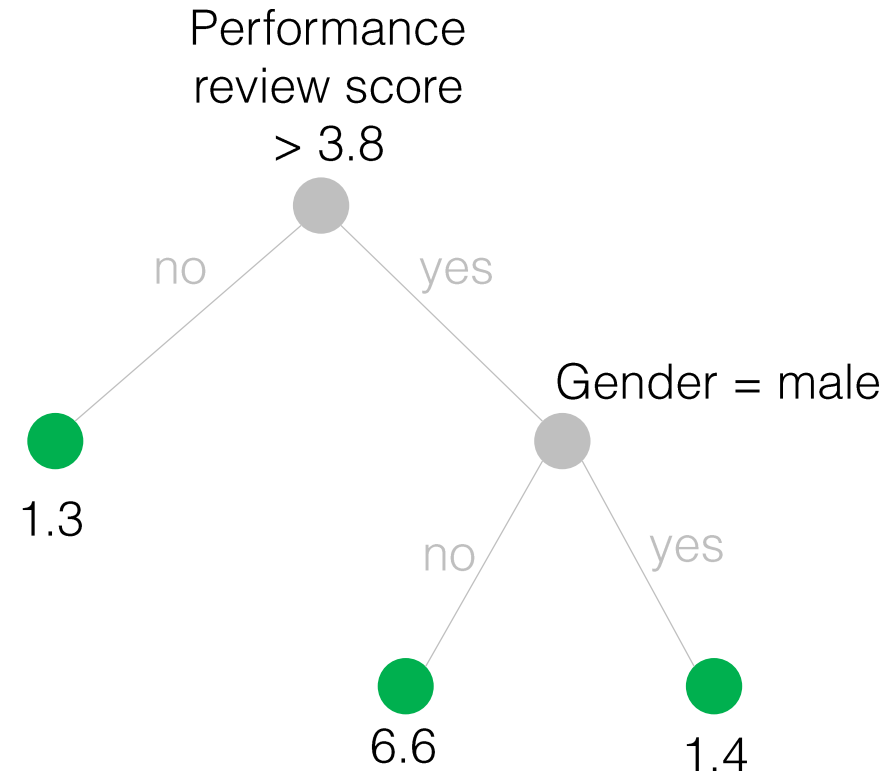 Performance
review score
> 3.8
no
yes
Gender = male
1.3
no
yes
6.6
1.4